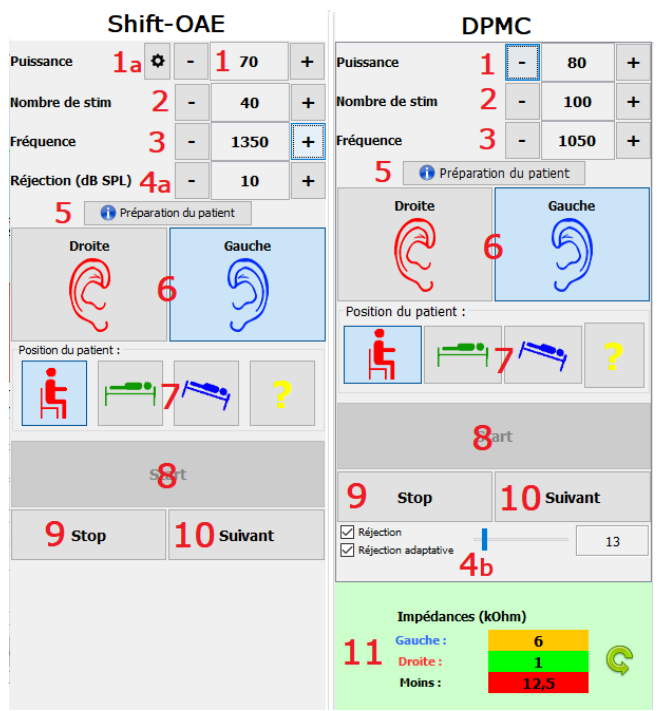 Shift-OAE
Puissance 1a - 1 70 +
Nombre de stim 2 - 40 +
Fréquence 3 - 1350 +
Réjection (dB SPL) 4a - 10 +
5 Préparation du patient
Droite Gauche
6
Position du patient :
7 ?
Start
8
9 Stop 10 Suivant
DPMC
Puissance 1 - 80 +
Nombre de stim 2 - 100 +
Fréquence 3 - 1050 +
5 Préparation du patient
Droite Gauche
6
Position du patient :
7 ?
Start
8
9 Stop 10 Suivant
Réjection
Réjection adaptative 13
4b
Impédances (kOhm)
Gauche : 6
11 Droite : 1
Moins : 12,5